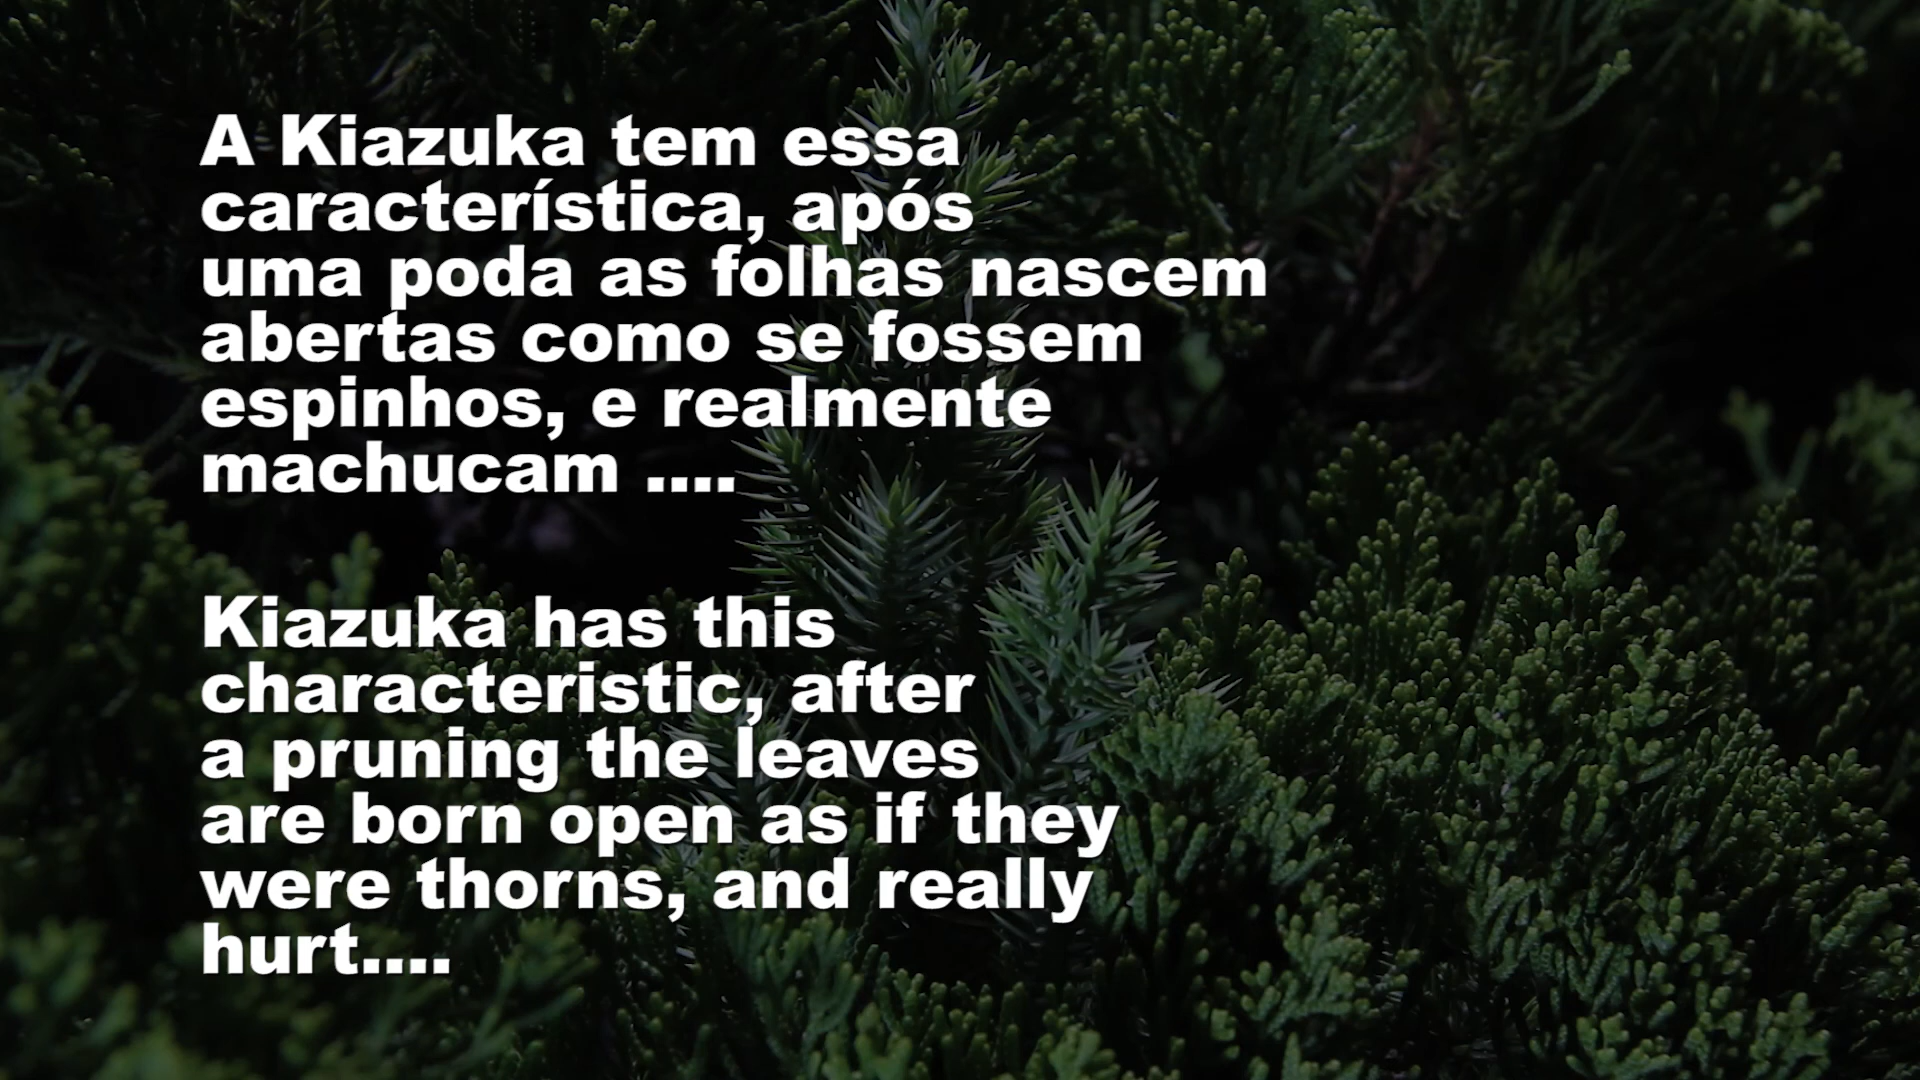 A Kiazuka tem essa
característica, após
uma poda as folhas nascem
abertas como se fossem
espinhos, e realmente
machucam ....
Kiazuka has this
characteristic, after
a pruning the leaves
are born open as if they
were thorns, and really
hurt....